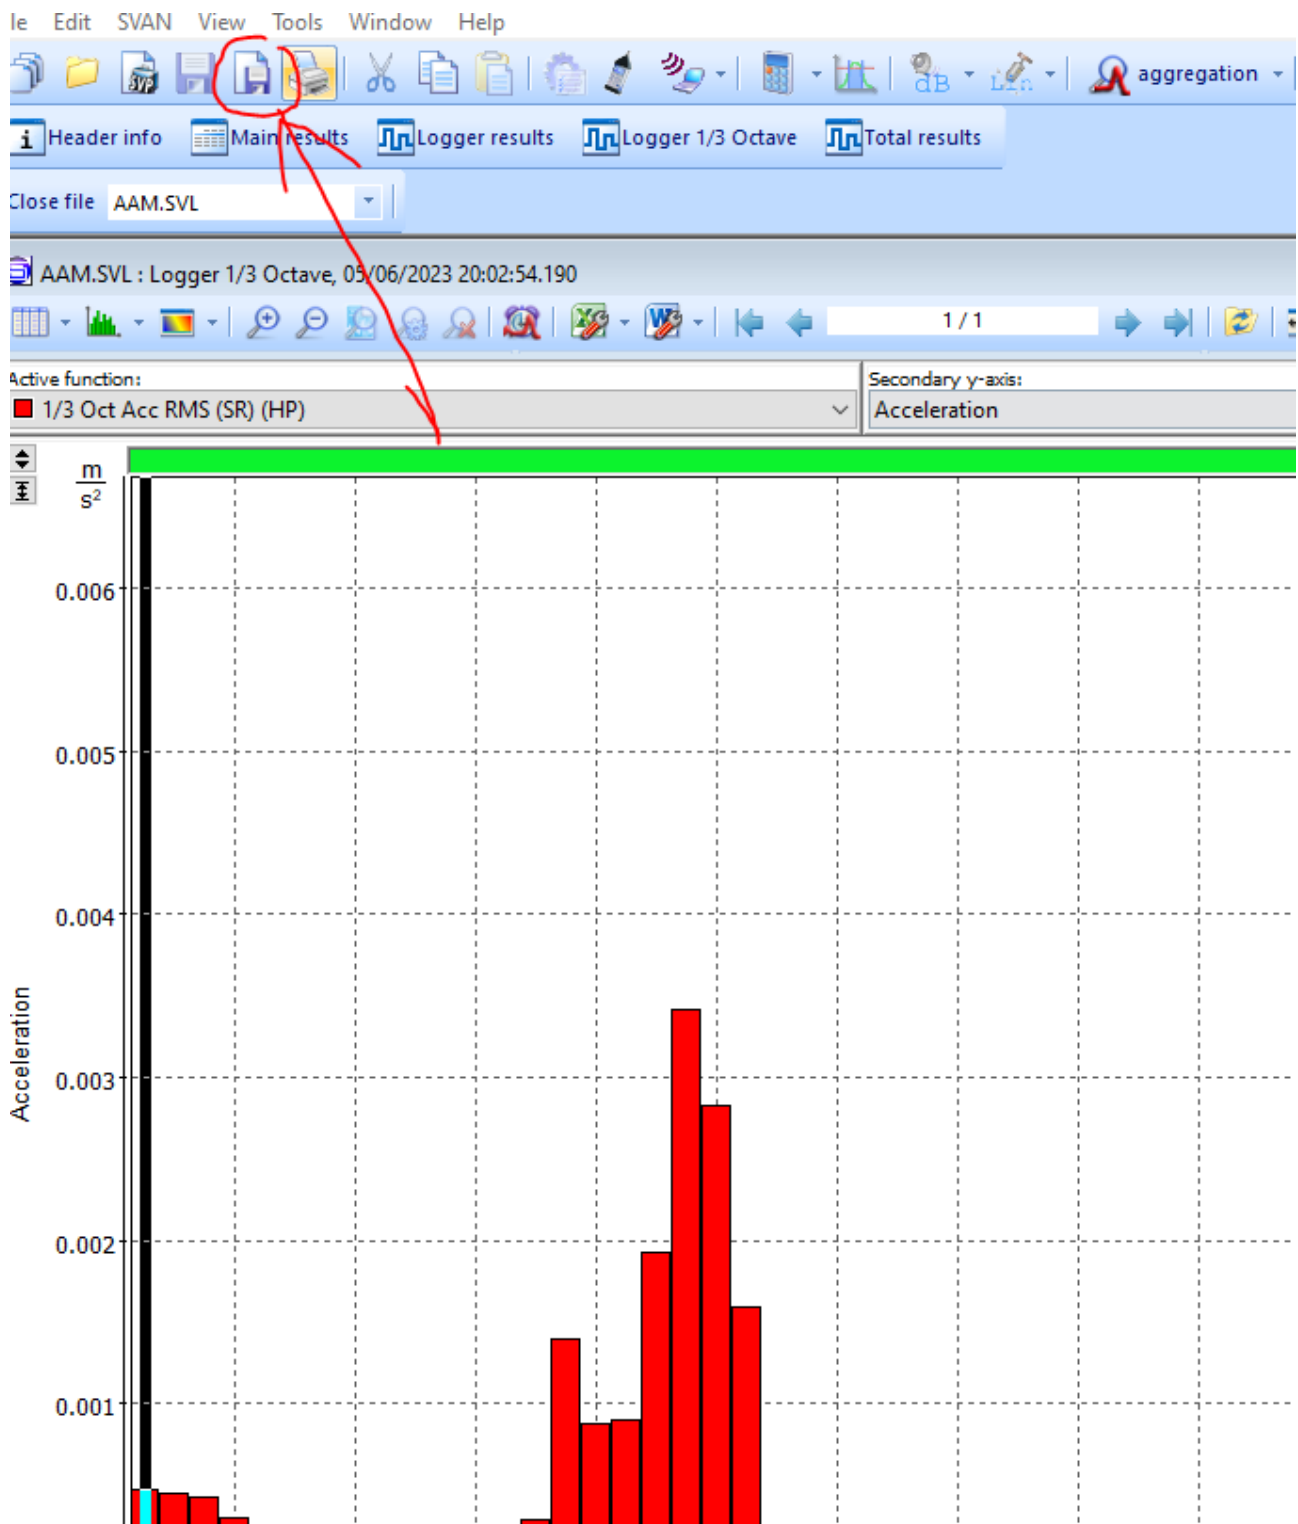 le Edit SVAN View Tools Window Help
SVP dB Lin aggregation
i Header info Main results Logger results Logger 1/3 Octave Total results
Close file AAM.SVL
AAM.SVL : Logger 1/3 Octave, 05/06/2023 20:02:54.190
1 / 1
Active function: Secondary y-axis:
1/3 Oct Acc RMS (SR) (HP) Acceleration
m
s²
0.006
0.005
0.004
Acceleration
0.003
0.002
0.001